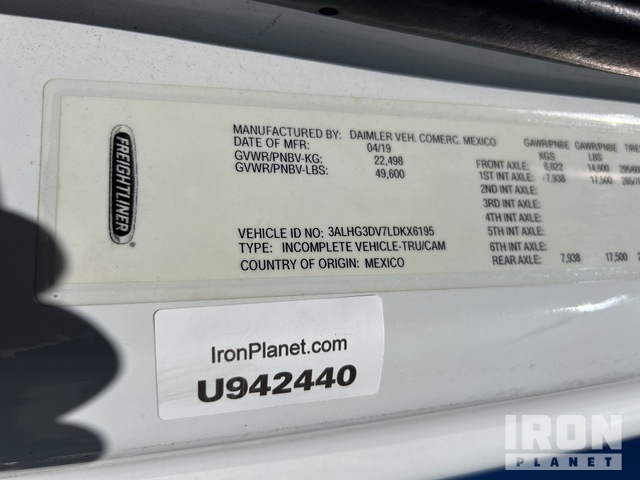 FREIGHTLINER
MANUFACTURED BY: DAIMLER VEH. COMERC. MEXICO
DATE OF MFR: 04/19
GVWR/PNBV-KG: 22,498
GVWR/PNBV-LBS: 49,600
VEHICLE ID NO: 3ALHG3DV7LDKX6195
TYPE: INCOMPLETE VEHICLE-TRU/CAM
COUNTRY OF ORIGIN: MEXICO
GAWR/PNBE GAWR/PNBE
KGS LBS
FRONT AXLE: 6,622 14,600
1ST INT AXLE: 7,938 17,500
2ND INT AXLE:
3RD INT AXLE:
4TH INT AXLE:
5TH INT AXLE:
6TH INT AXLE:
REAR AXLE: 7,938 17,500
IronPlanet.com
U942440
IRON
PLANET